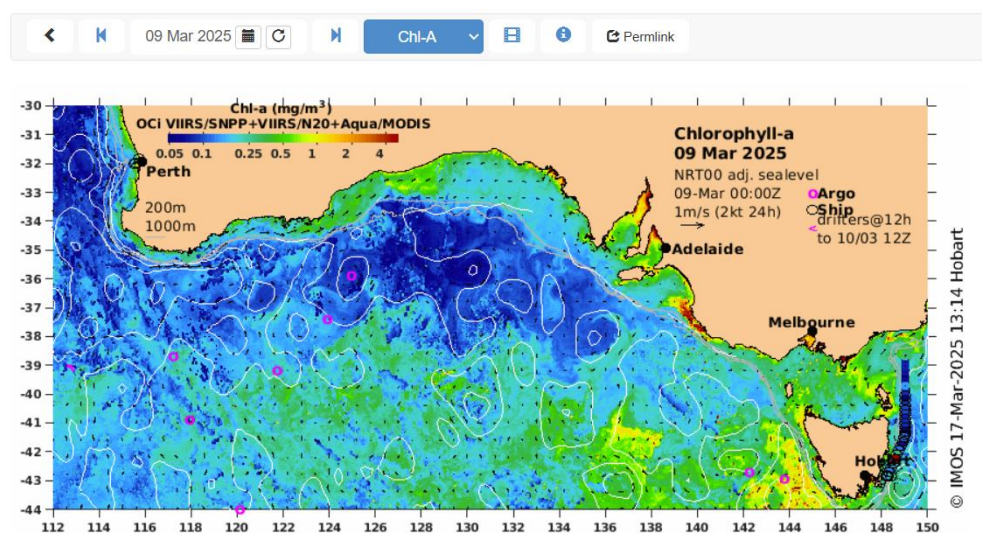 09 Mar 2025
Chl-A
Permlink
Chl-a (mg/m³)
OCi VIIRS/SNPP+VIIRS/N20+Aqua/MODIS
0.05 0.1 0.25 0.5 1 2 4
Perth
200m
1000m
Chlorophyll-a
09 Mar 2025
NRT00 adj. sealevel
09-Mar 00:00Z
1m/s (2kt 24h)
Argo
Ship
drifters@12h
to 10/03 12Z
Adelaide
Melbourne
Hobart
-30
-31
-32
-33
-34
-35
-36
-37
-38
-39
-40
-41
-42
-43
-44
112 114 116 118 120 122 124 126 128 130 132 134 136 138 140 142 144 146 148 150
© IMOS 17-Mar-2025 13:14 Hobart